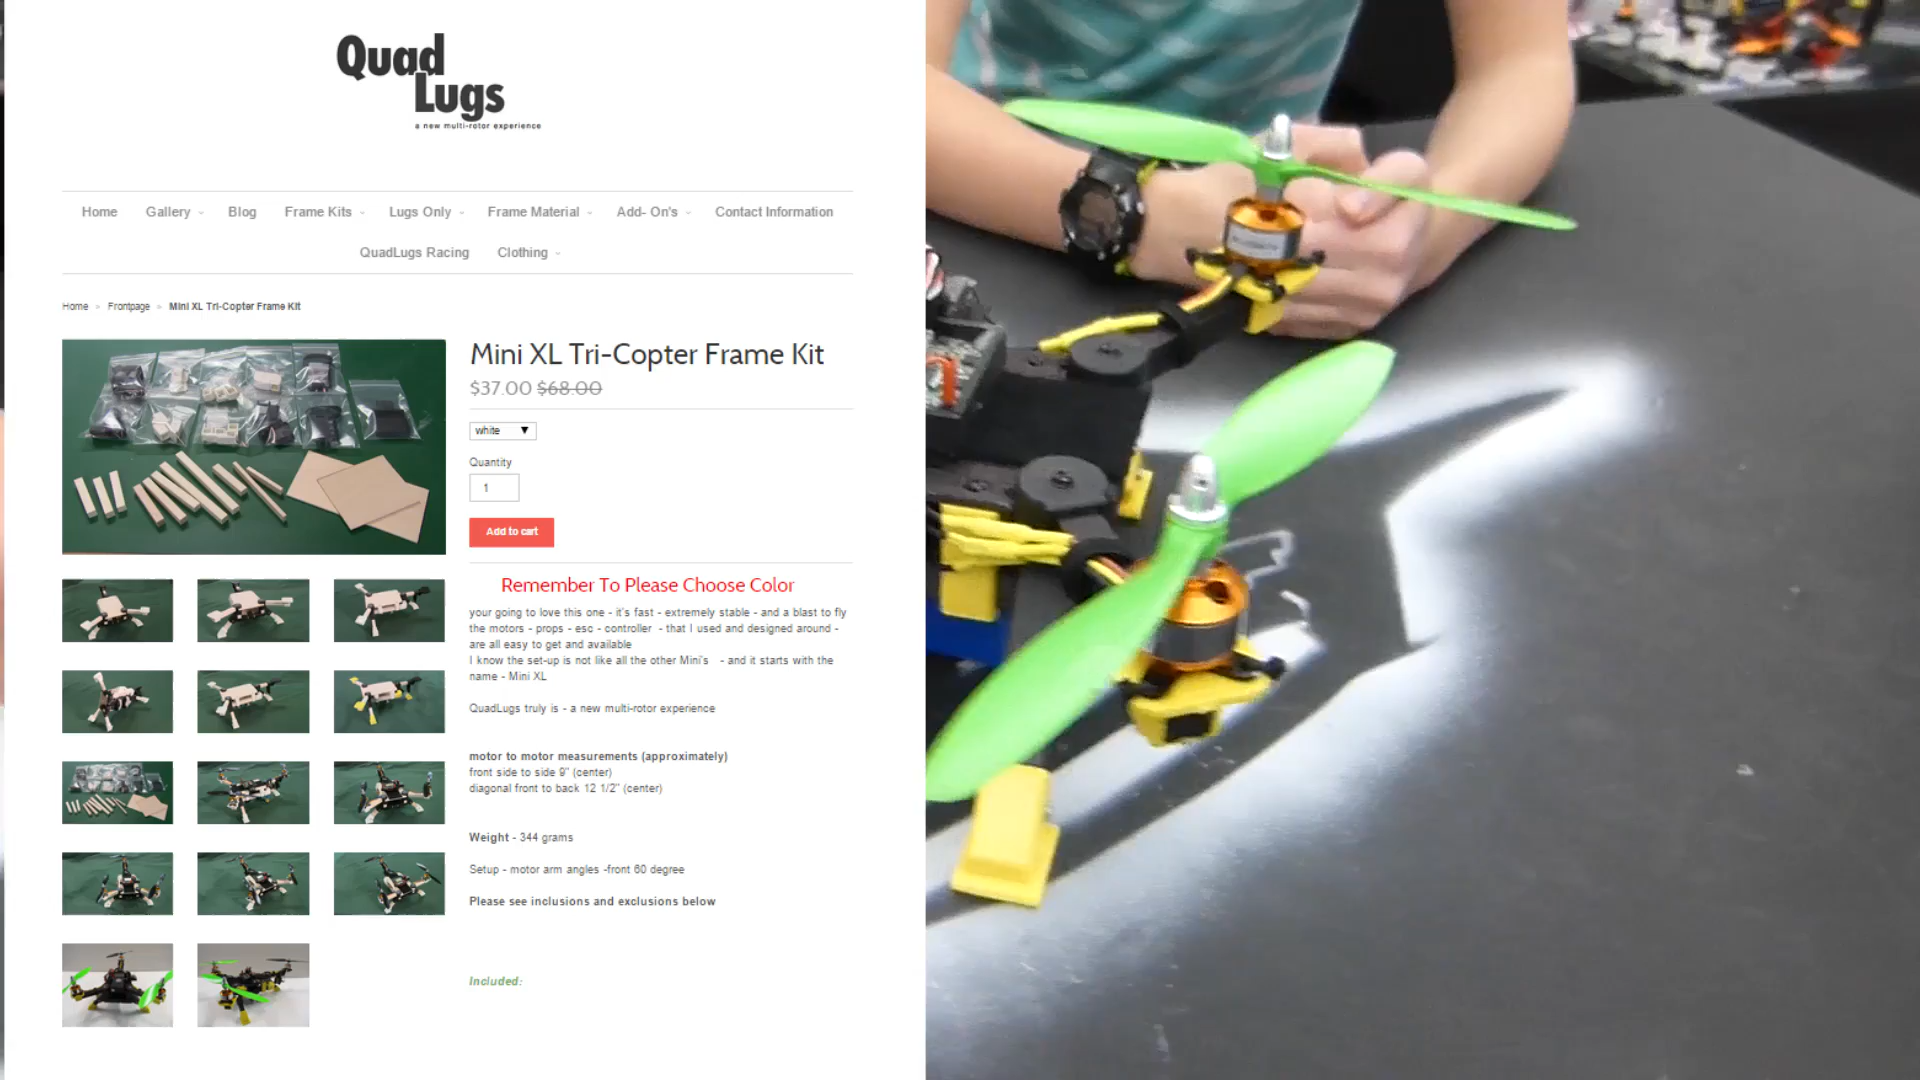 Quad
Lugs
a new multi-rotor experience
Home Gallery Blog Frame Kits Lugs Only Frame Material Add- On's Contact Information
QuadLugs Racing Clothing
Home > Frontpage > Mini XL Tri-Copter Frame Kit
Mini XL Tri-Copter Frame Kit
$37.00 $68.00
white
Quantity
1
Add to cart
Remember To Please Choose Color
your going to love this one - it's fast - extremely stable - and a blast to fly
the motors - props - esc - controller - that I used and designed around -
are all easy to get and available
I know the set-up is not like all the other Mini's - and it starts with the
name - Mini XL
QuadLugs truly is - a new multi-rotor experience
motor to motor measurements (approximately)
front side to side 9" (center)
diagonal front to back 12 1/2" (center)
Weight - 344 grams
Setup - motor arm angles -front 60 degree
Please see inclusions and exclusions below
Included: